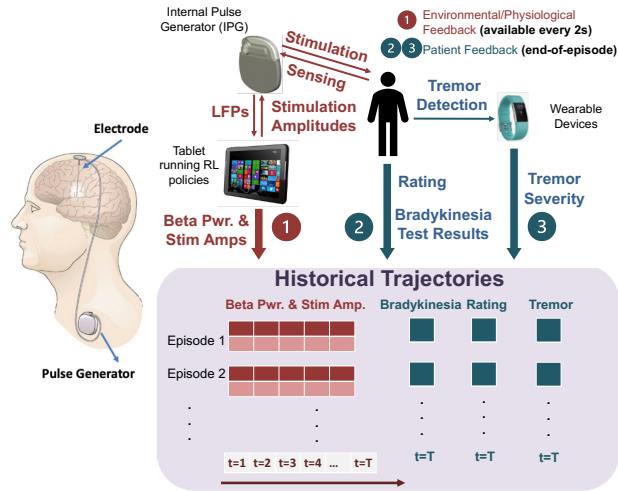 Internal Pulse
Generator (IPG)
Stimulation
Sensing
1 Environmental/Physiological
Feedback (available every 2s)
2 3 Patient Feedback (end-of-episode)
LFPs
Stimulation
Amplitudes
Tremor
Detection
Wearable
Devices
Electrode
Tablet
running RL
policies
Beta Pwr. &
Stim Amps
1
Rating
2
Bradykinesia
Test Results
Tremor
Severity
3
Pulse Generator
Historical Trajectories
Beta Pwr. & Stim Amp. Bradykinesia Rating Tremor
Episode 1
Episode 2
t=1 t=2 t=3 t=4 ... t=T
t=T t=T t=T